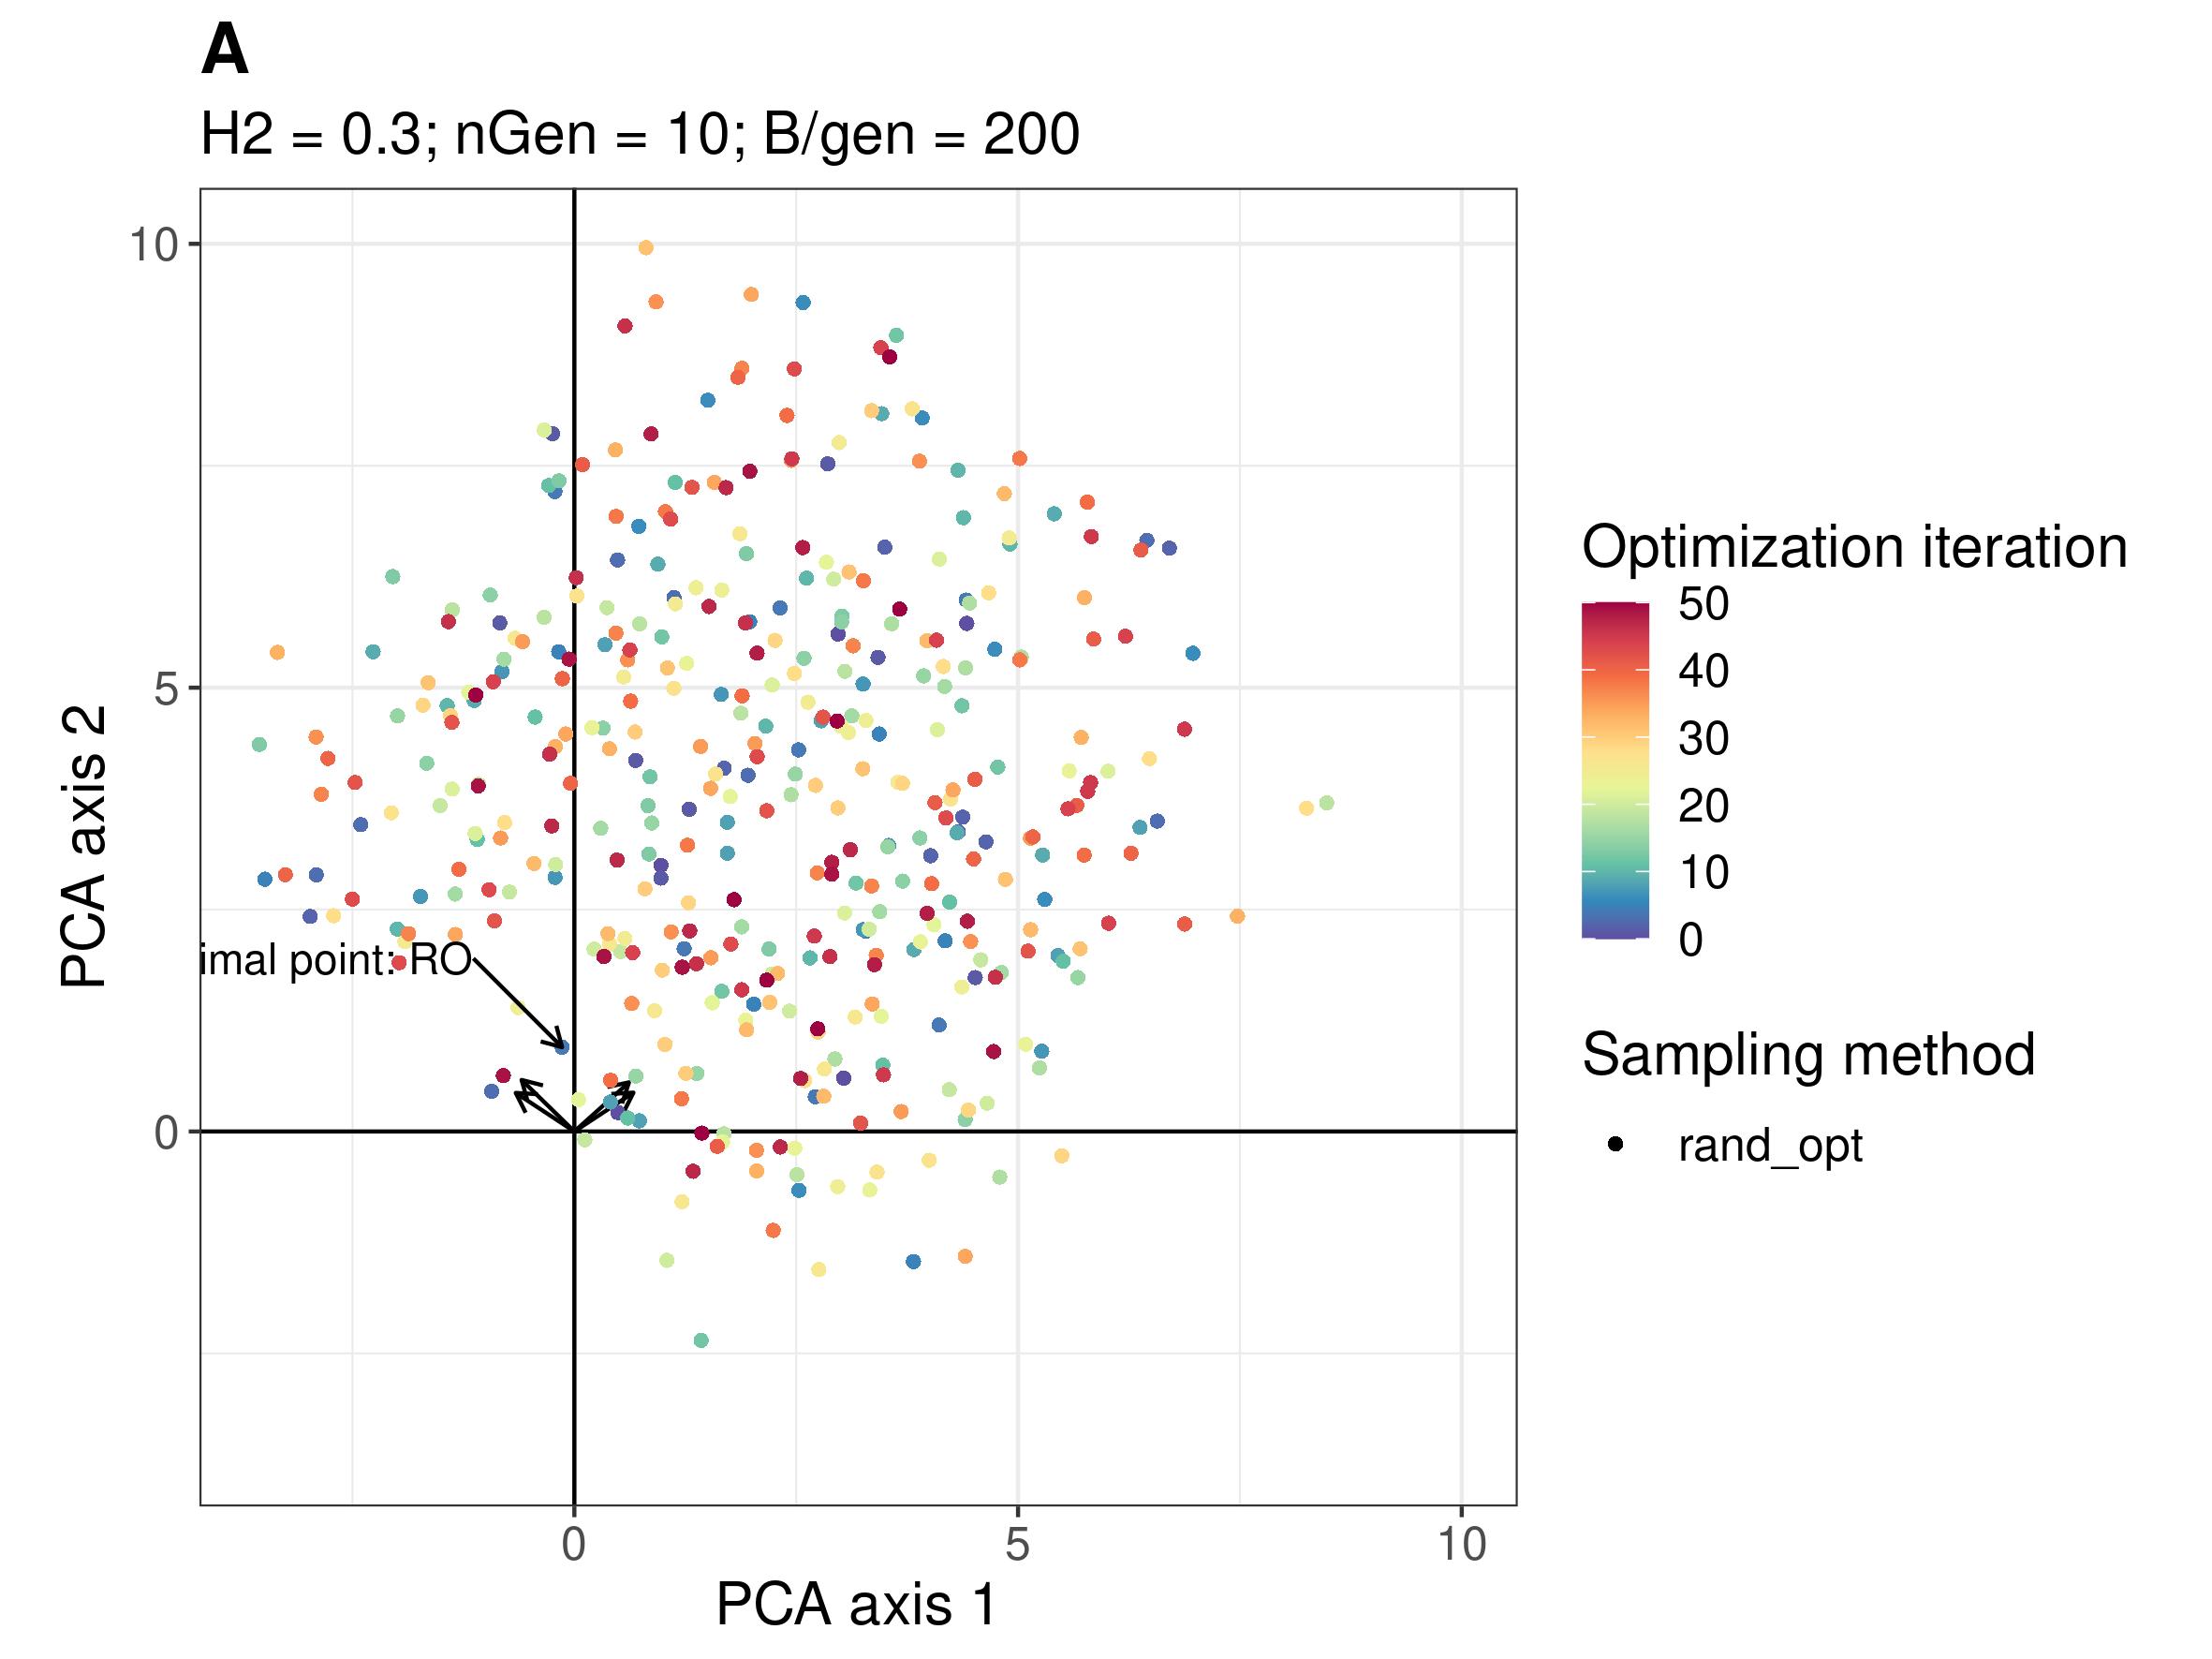 A
H2 = 0.3; nGen = 10; B/gen = 200
10
5
0
PCA axis 2
imal point: RO
0
5
10
PCA axis 1
Optimization iteration
50
40
30
20
10
0
Sampling method
rand_opt